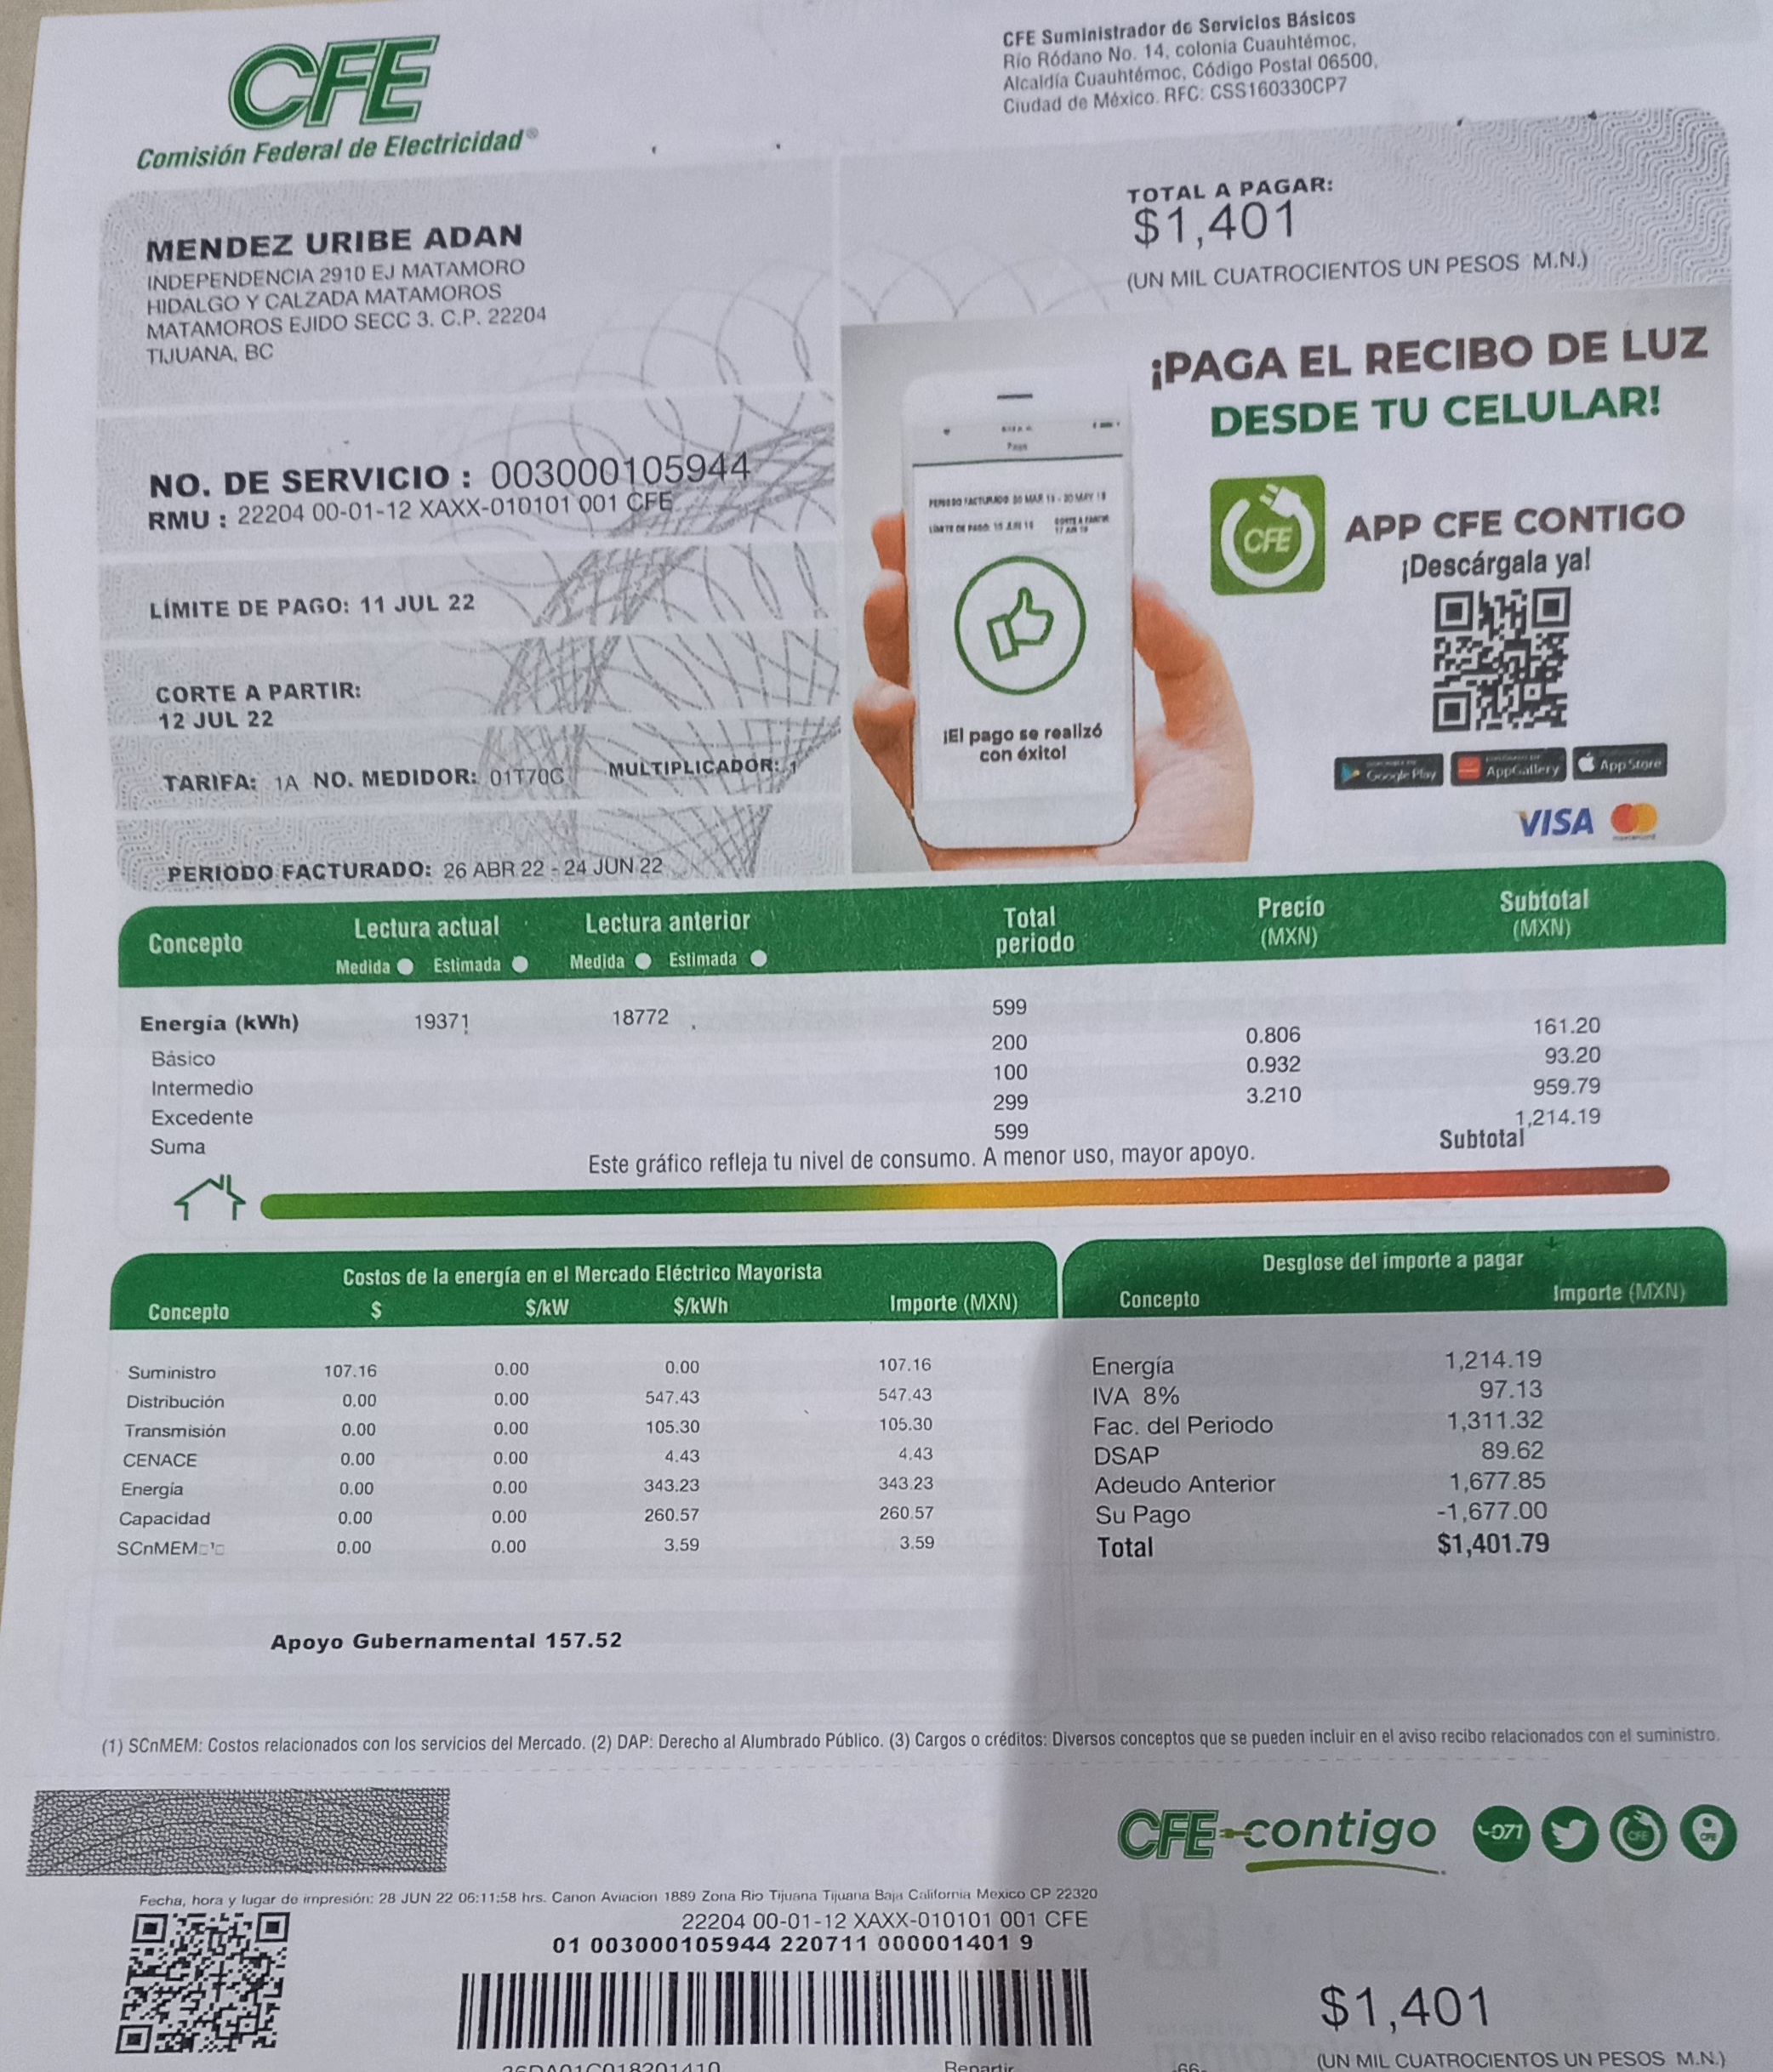 CFE
Comisión Federal de Electricidad®
CFE Suministrador de Servicios Básicos
Río Ródano No. 14, colonia Cuauhtémoc,
Alcaldía Cuauhtémoc, Código Postal 06500,
Ciudad de México. RFC: CSS160330CP7
MENDEZ URIBE ADAN
INDEPENDENCIA 2910 EJ MATAMORO
HIDALGO Y CALZADA MATAMOROS
MATAMOROS EJIDO SECC 3. C.P. 22204
TIJUANA, BC
TOTAL A PAGAR:
$1,401
(UN MIL CUATROCIENTOS UN PESOS M.N.)
NO. DE SERVICIO : 003000105944
RMU : 22204 00-01-12 XAXX-010101 001 CFE
LÍMITE DE PAGO: 11 JUL 22
CORTE A PARTIR:
12 JUL 22
TARIFA: 1A NO. MEDIDOR: 01T70G MULTIPLICADOR: 1
PERIODO FACTURADO: 26 ABR 22 - 24 JUN 22
¡PAGA EL RECIBO DE LUZ
DESDE TU CELULAR!
CFE
APP CFE CONTIGO
¡Descárgala ya!
¡El pago se realizó
con éxito!
Google Play
AppGallery
App Store
VISA
Concepto Lectura actual Lectura anterior Total periodo Precio (MXN) Subtotal (MXN)
Medida Estimada Medida Estimada
Energía (kWh) 19371 18772 599
Básico 200 0.806 161.20
Intermedio 100 0.932 93.20
Excedente 299 3.210 959.79
Suma 599 1,214.19
Subtotal
Este gráfico refleja tu nivel de consumo. A menor uso, mayor apoyo.
Costos de la energía en el Mercado Eléctrico Mayorista
Concepto $ $/kW $/kWh Importe (MXN)
Suministro 107.16 0.00 0.00 107.16
Distribución 0.00 0.00 547.43 547.43
Transmisión 0.00 0.00 105.30 105.30
CENACE 0.00 0.00 4.43 4.43
Energía 0.00 0.00 343.23 343.23
Capacidad 0.00 0.00 260.57 260.57
SCnMEM 0.00 0.00 3.59 3.59
Apoyo Gubernamental 157.52
Desglose del importe a pagar
Concepto Importe (MXN)
Energía 1,214.19
IVA 8% 97.13
Fac. del Periodo 1,311.32
DSAP 89.62
Adeudo Anterior 1,677.85
Su Pago -1,677.00
Total $1,401.79
(1) SCnMEM: Costos relacionados con los servicios del Mercado. (2) DAP: Derecho al Alumbrado Público. (3) Cargos o créditos: Diversos conceptos que se pueden incluir en el aviso recibo relacionados con el suministro.
CFE contigo
071
Fecha, hora y lugar de impresión: 28 JUN 22 06:11:58 hrs. Canon Aviacion 1889 Zona Rio Tijuana Tijuana Baja California Mexico CP 22320
22204 00-01-12 XAXX-010101 001 CFE
01 003000105944 220711 000001401 9
$1,401
(UN MIL CUATROCIENTOS UN PESOS M.N.)
Repartir